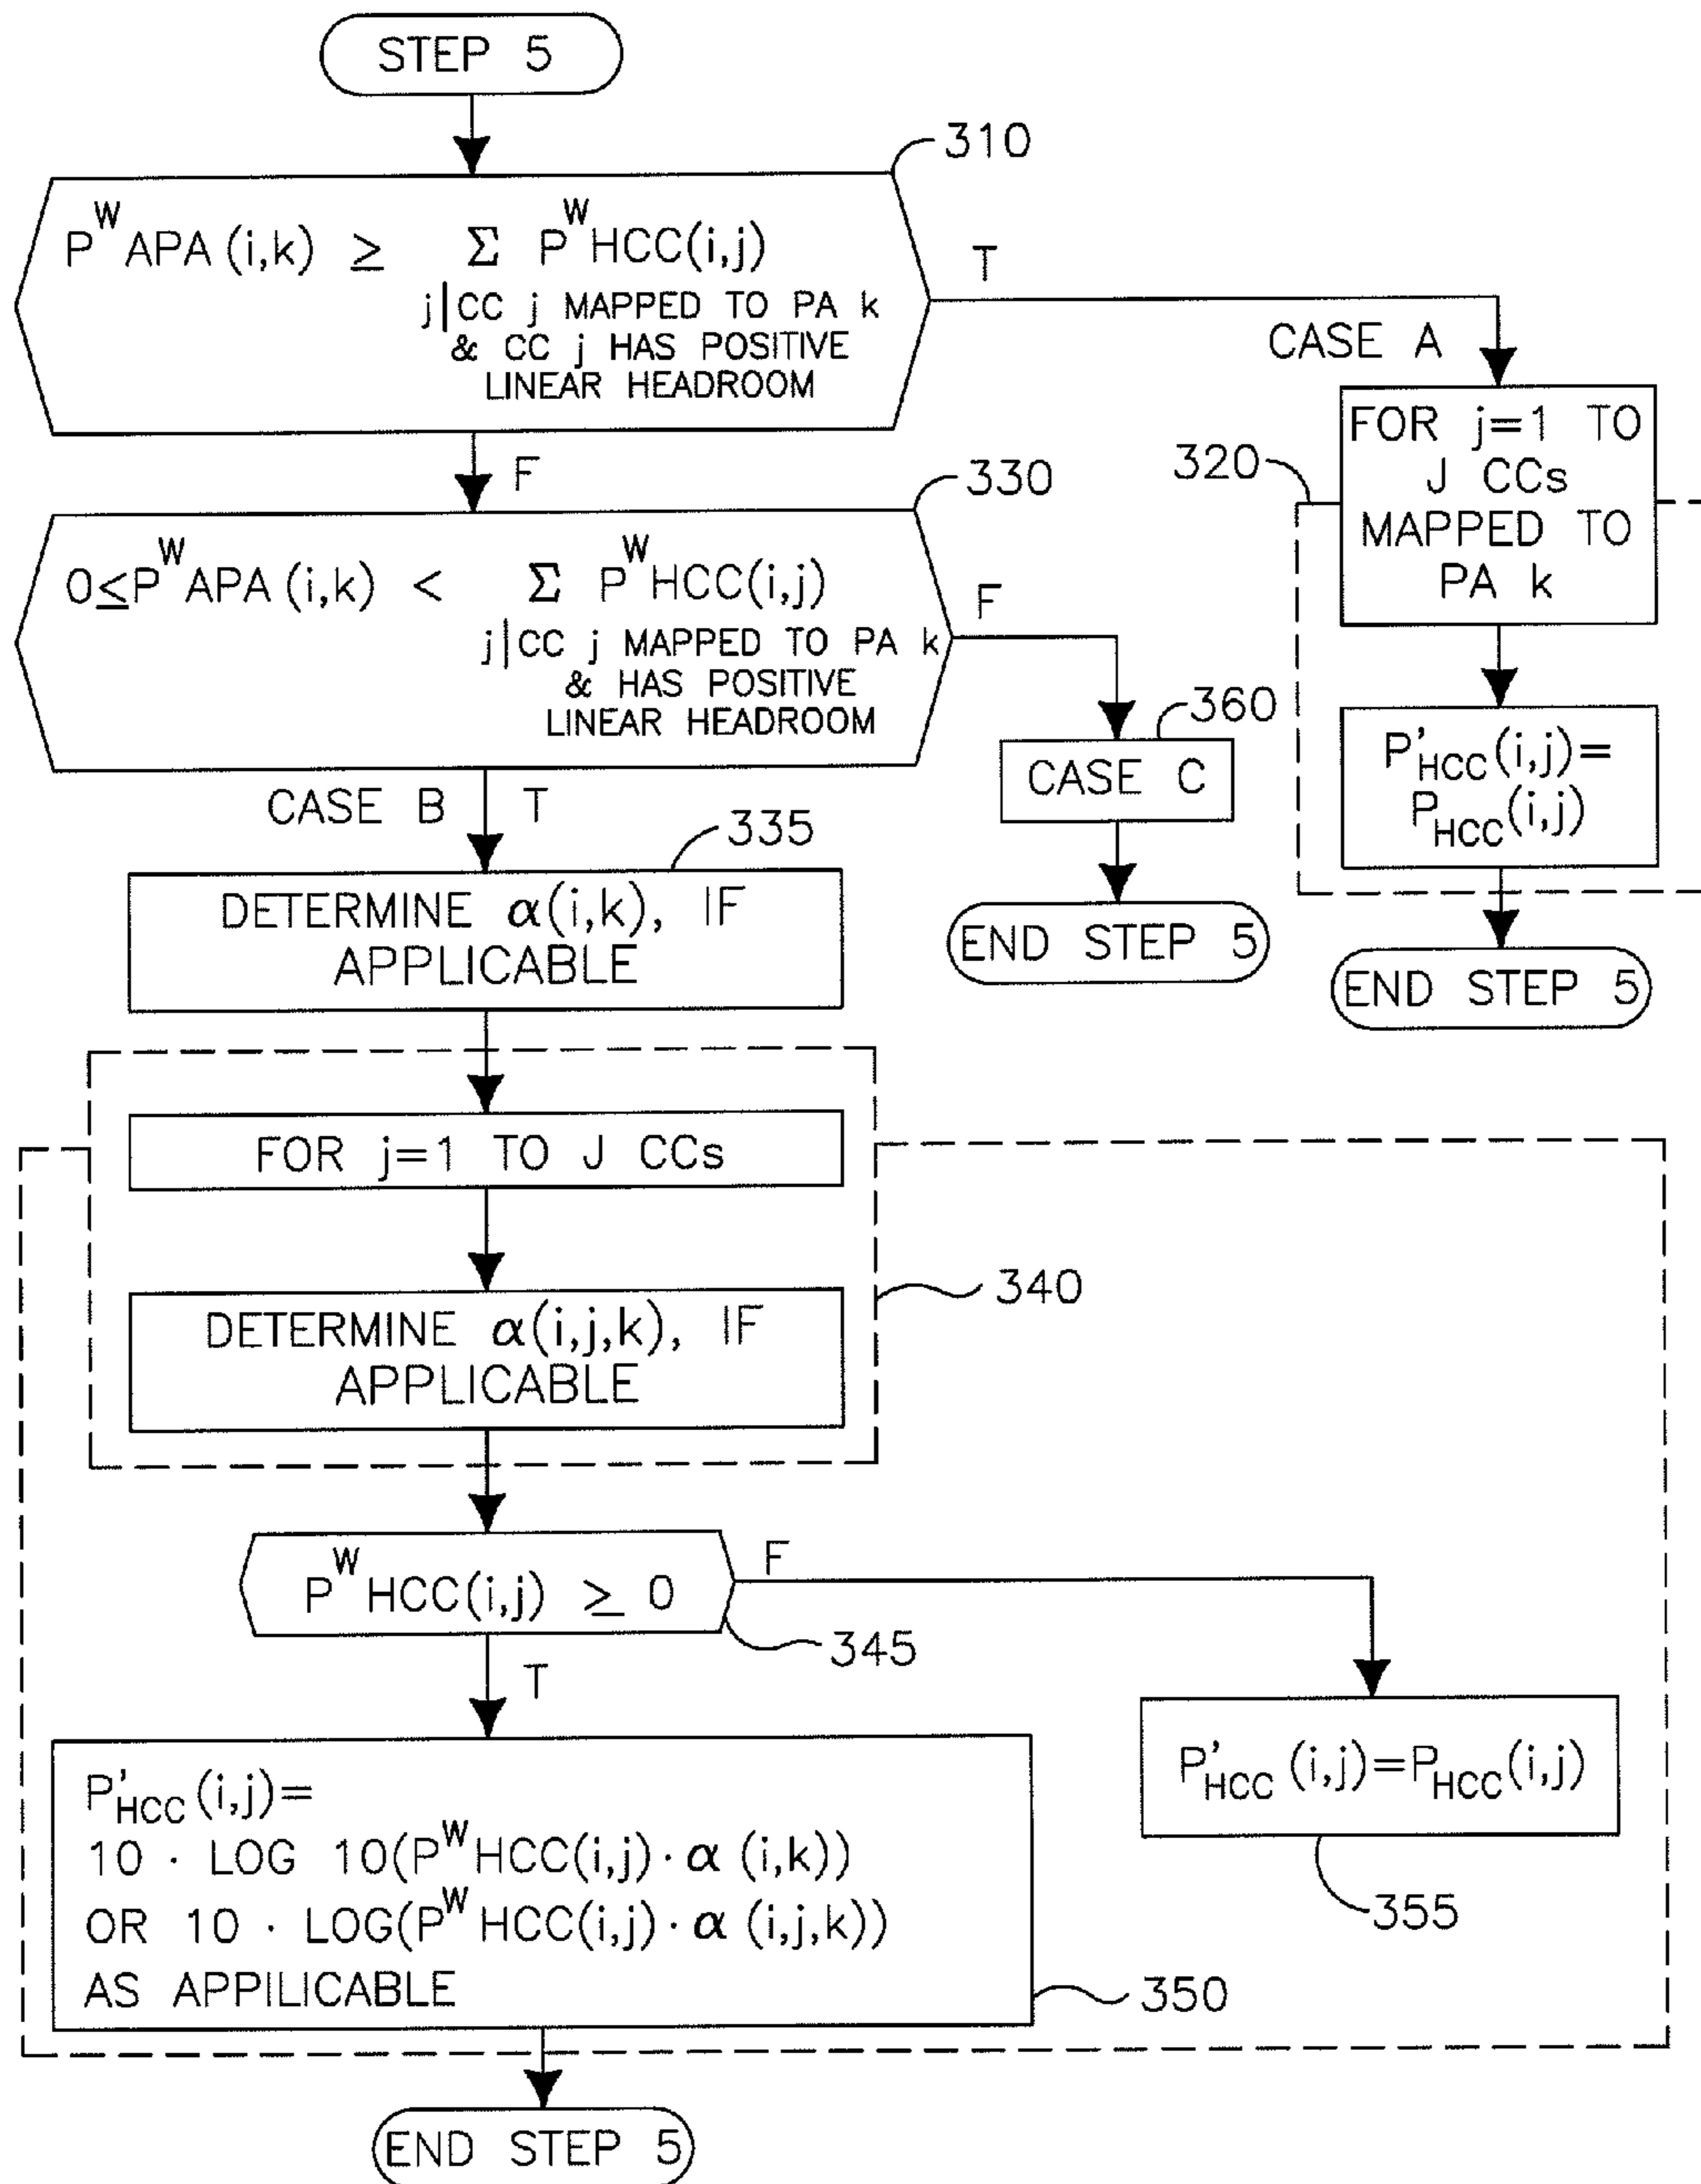 STEP 5
310
P^W APA (i,k) ≥ Σ P^W HCC(i,j)
j|CC j MAPPED TO PA k
& CC j HAS POSITIVE
LINEAR HEADROOM
T
CASE A
320
FOR j=1 TO
J CCs
MAPPED TO
PA k
P'HCC(i,j)=
PHCC(i,j)
END STEP 5
F
330
0≤P^W APA (i,k) < Σ P^W HCC(i,j)
j|CC j MAPPED TO PA k
& HAS POSITIVE
LINEAR HEADROOM
F
360
CASE C
END STEP 5
CASE B T
335
DETERMINE α(i,k), IF
APPLICABLE
FOR j=1 TO J CCs
340
DETERMINE α(i,j,k), IF
APPLICABLE
P^W HCC(i,j) ≥ 0
F
345
T
P'HCC (i,j)=PHCC(i,j)
355
P'HCC (i,j)=
10 · LOG 10(P^W HCC(i,j) · α (i,k))
OR 10 · LOG(P^W HCC(i,j) · α (i,j,k))
AS APPILICABLE
350
END STEP 5